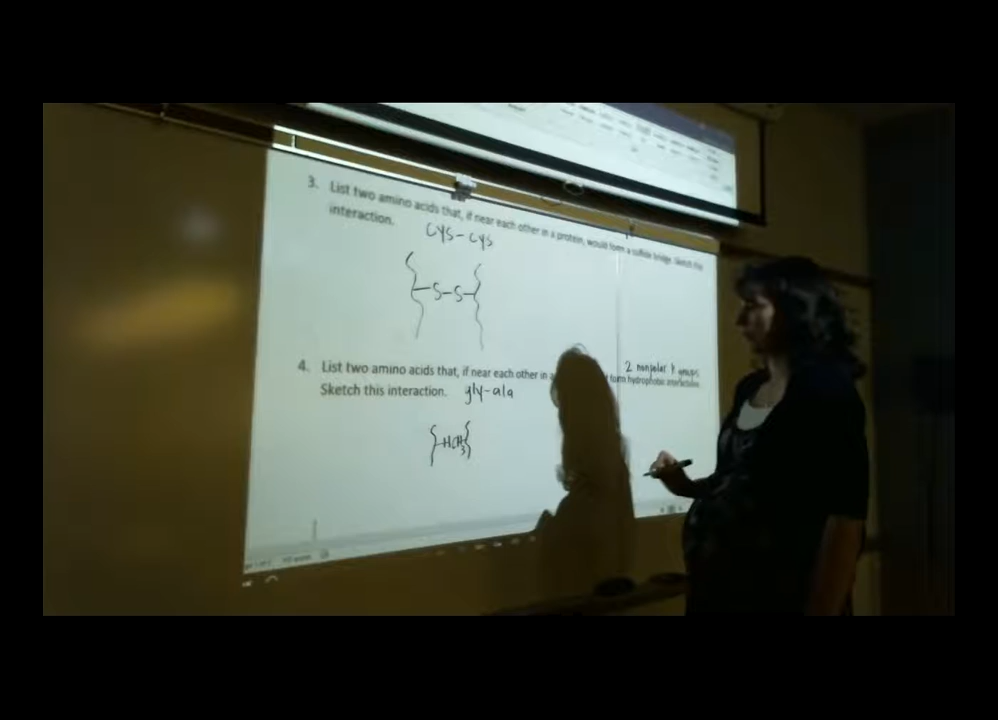 3. List two amino acids that, if near each other in a protein, would form a sulfide bridge. Sketch this
interaction.
cys-cys
S-S
2 nonpolar R groups
4. List two amino acids that, if near each other in a form hydrophobic interaction.
Sketch this interaction. gly-ala
HCH3